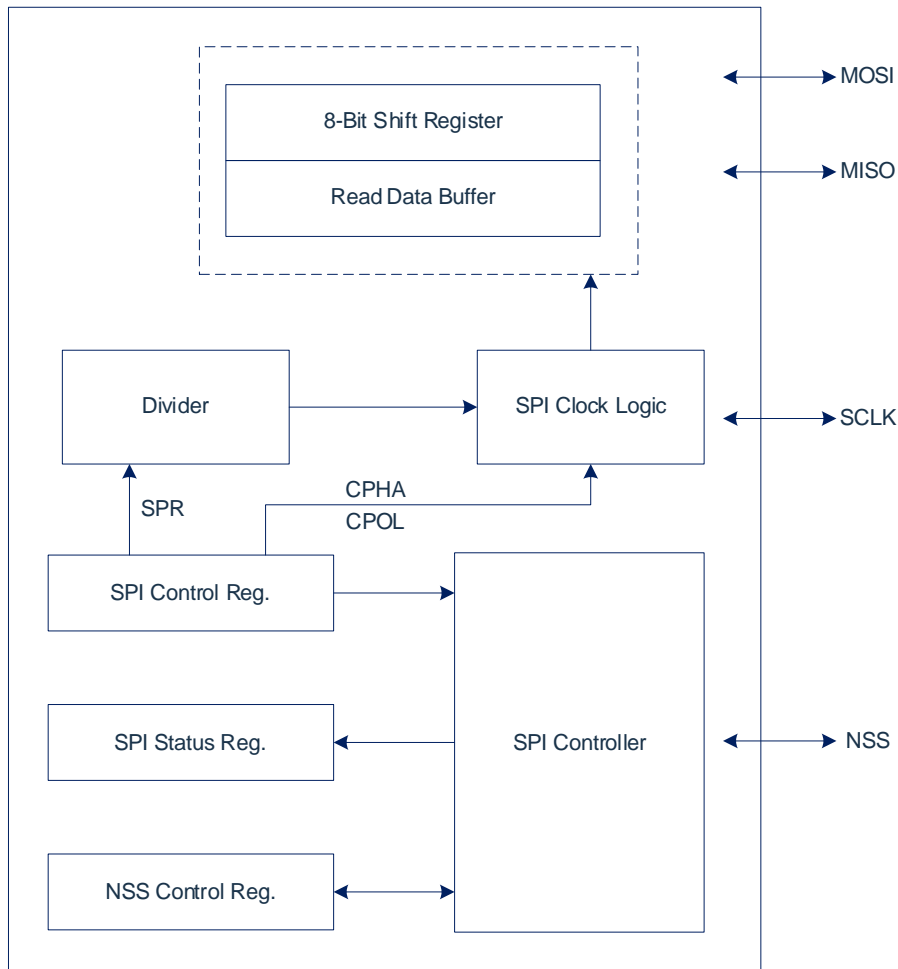 MOSI
8-Bit Shift Register
MISO
Read Data Buffer
Divider
SPI Clock Logic
SCLK
SPR
CPHA
CPOL
SPI Control Reg.
SPI Status Reg.
SPI Controller
NSS
NSS Control Reg.